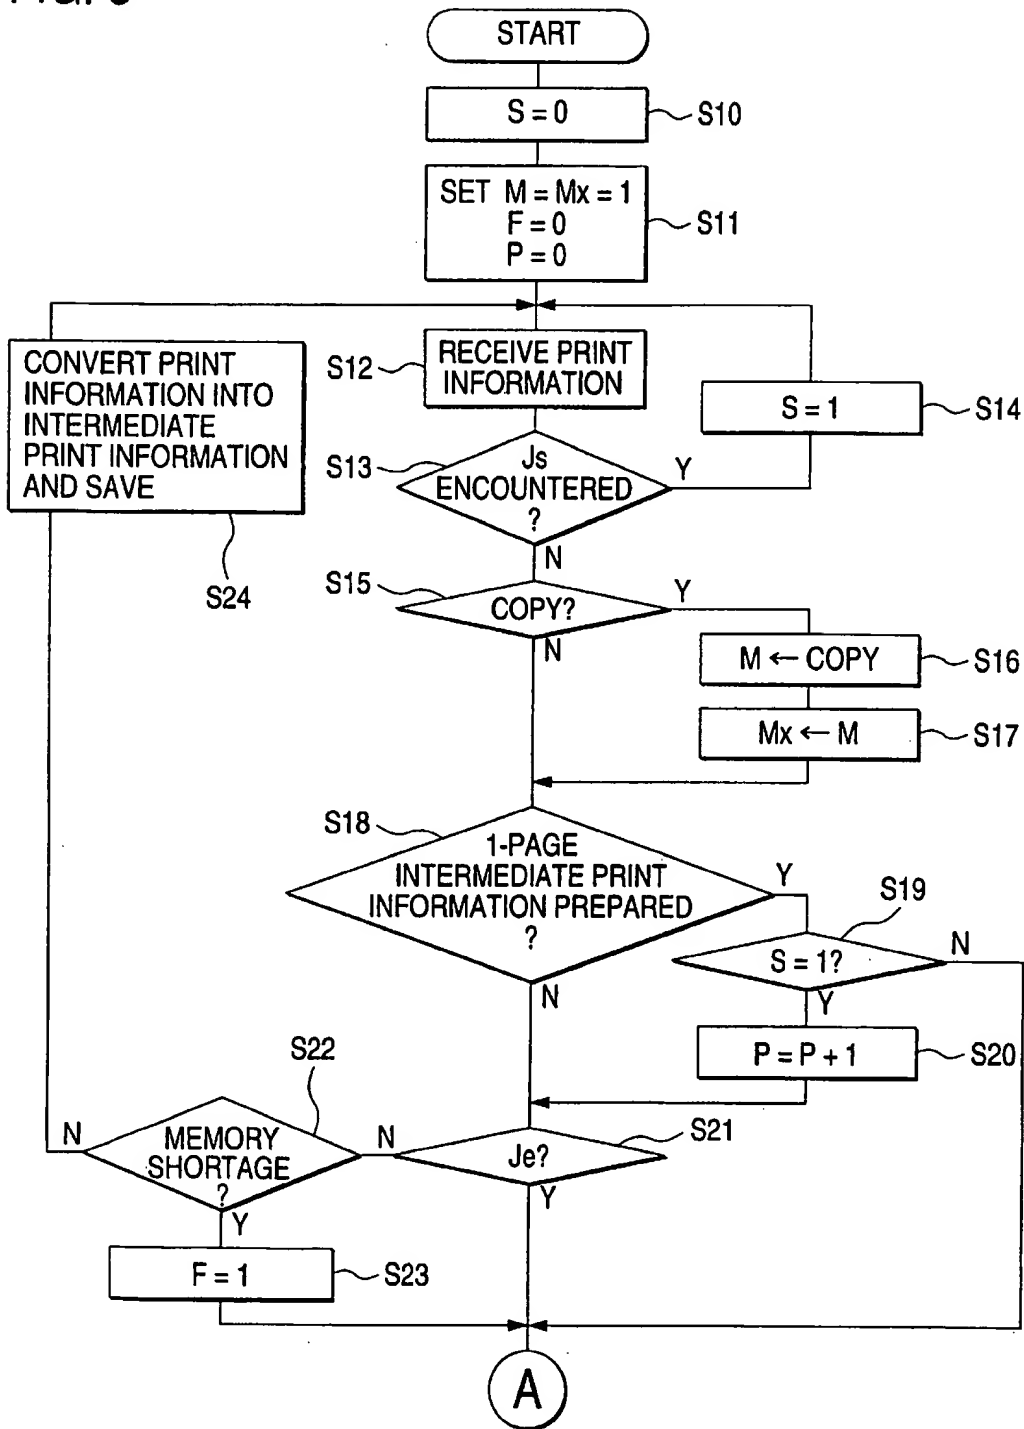 START
S = 0
S10
SET M = Mx = 1
F = 0
P = 0
S11
S12
RECEIVE PRINT
INFORMATION
S = 1
S14
CONVERT PRINT
INFORMATION INTO
INTERMEDIATE
PRINT INFORMATION
AND SAVE
S24
S13
Js
ENCOUNTERED
?
Y
N
S15
COPY?
Y
N
M ← COPY
S16
Mx ← M
S17
S18
1-PAGE
INTERMEDIATE PRINT
INFORMATION PREPARED
?
Y
N
S19
S = 1?
N
Y
P = P + 1
S20
S21
Je?
N
Y
S22
MEMORY
SHORTAGE
?
N
Y
F = 1
S23
A